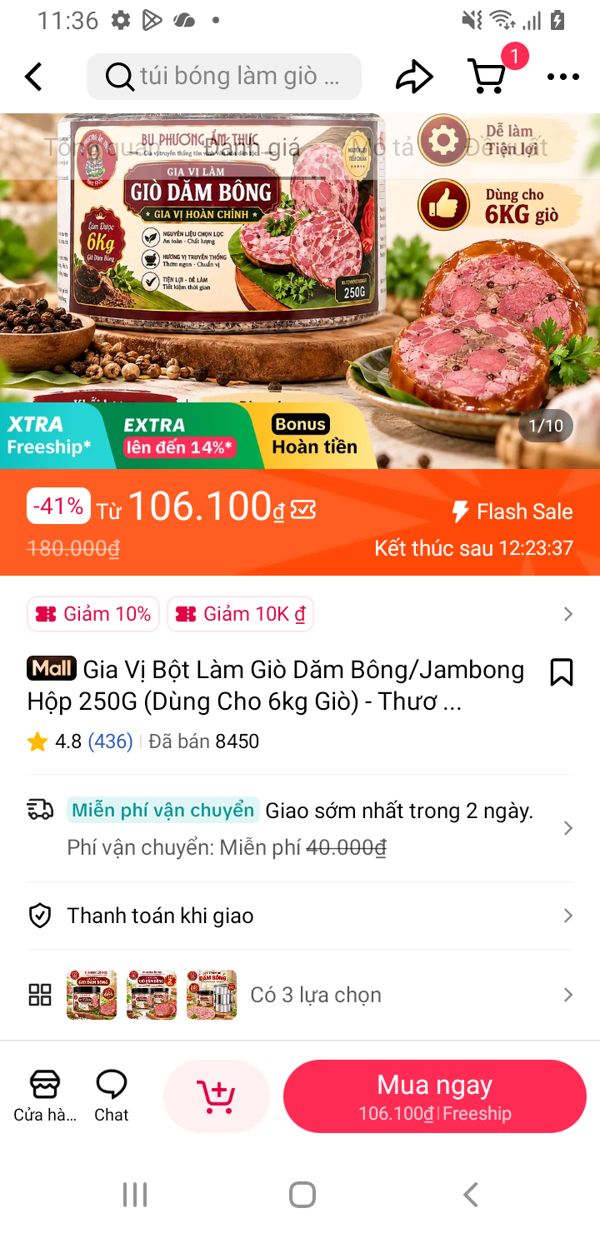 11:36
túi bóng làm giò ...
1
Đánh giá
BU PHƯƠNG ẨM THỰC
GIA VỊ LÀM
GIÒ DĂM BÔNG
GIA VỊ HOÀN CHỈNH
Làm Được
6Kg
Giò Dăm Bông
NGUYÊN LIỆU CHỌN LỌC
An toàn - Chất lượng
HƯƠNG VỊ TRUYỀN THỐNG
Thơm ngon - Chuẩn vị
TIỆN LỢI - DỄ LÀM
Tiết kiệm thời gian
250G
Dễ làm
Tiện lợi
Dùng cho
6KG giò
XTRA
Freeship*
EXTRA
lên đến 14%*
Bonus
Hoàn tiền
1/10
-41% Từ 106.100₫
Flash Sale
180.000₫
Kết thúc sau 12:23:37
Giảm 10%
Giảm 10K ₫
Mall Gia Vị Bột Làm Giò Dăm Bông/Jambong
Hộp 250G (Dùng Cho 6kg Giò) - Thươ ...
4.8 (436) Đã bán 8450
Miễn phí vận chuyển Giao sớm nhất trong 2 ngày.
Phí vận chuyển: Miễn phí 40.000₫
Thanh toán khi giao
Có 3 lựa chọn
Cửa hà...
Chat
Mua ngay
106.100₫ Freeship